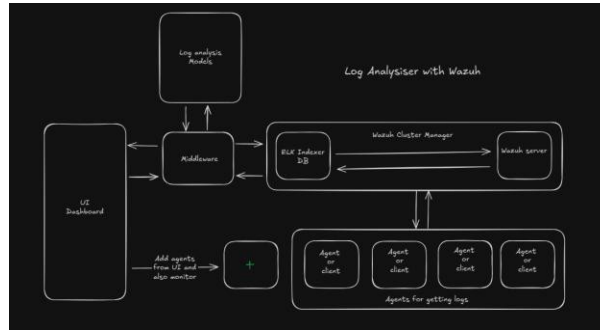 Log analysis
Models
Log Analysiser with Wazuh
Wazuh Cluster Manager
ELK Indexer
DB
Wazuh server
Middleware
UI
Dashboard
Add agents
from UI and
also monitor
+
Agent
or
client
Agent
or
client
Agent
or
client
Agent
or
client
Agents for getting logs